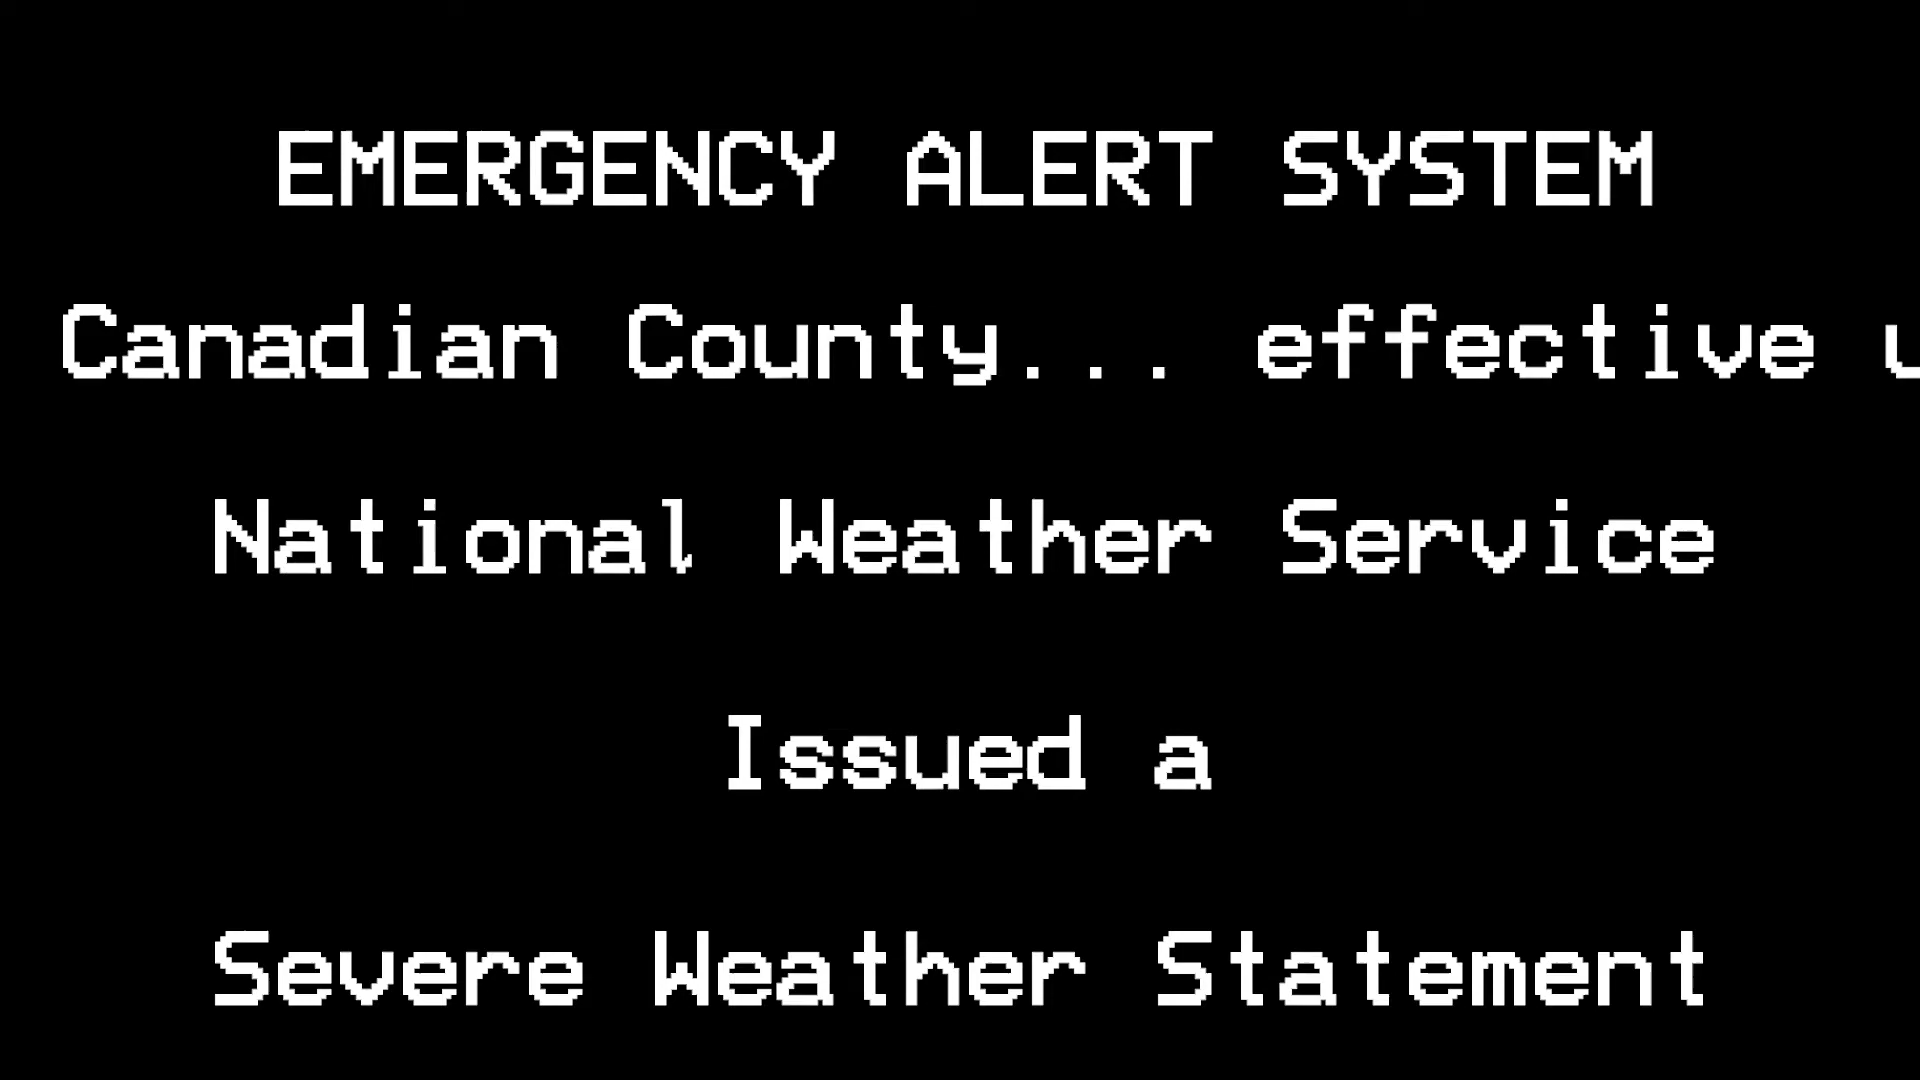 EMERGENCY ALERT SYSTEM
Canadian County... effective
National Weather Service
Issued a
Severe Weather Statement